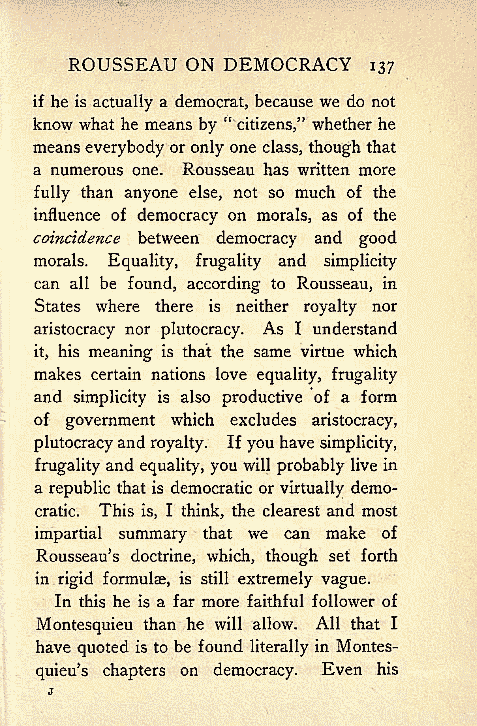 ROUSSEAU ON DEMOCRACY 137
if he is actually a democrat, because we do not
know what he means by "citizens," whether he
means everybody or only one class, though that
a numerous one. Rousseau has written more
fully than anyone else, not so much of the
influence of democracy on morals, as of the
coincidence between democracy and good
morals. Equality, frugality and simplicity
can all be found, according to Rousseau, in
States where there is neither royalty nor
aristocracy nor plutocracy. As I understand
it, his meaning is that the same virtue which
makes certain nations love equality, frugality
and simplicity is also productive of a form
of government which excludes aristocracy,
plutocracy and royalty. If you have simplicity,
frugality and equality, you will probably live in
a republic that is democratic or virtually demo-
cratic. This is, I think, the clearest and most
impartial summary that we can make of
Rousseau's doctrine, which, though set forth
in rigid formulæ, is still extremely vague.
In this he is a far more faithful follower of
Montesquieu than he will allow. All that I
have quoted is to be found literally in Montes-
quieu's chapters on democracy. Even his
J